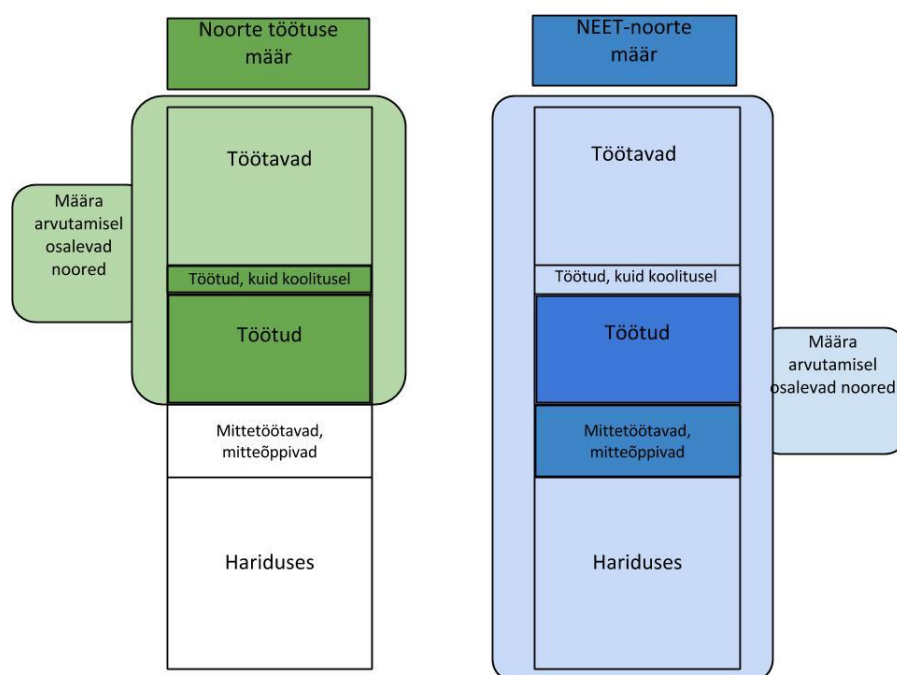 Noorte töötuse
määr
Töötavad
Määra
arvutamisel
osalevad
noored
Töötud, kuid koolitusel
Töötud
Mittetöötavad,
mitteõppivad
Hariduses
NEET-noorte
määr
Töötavad
Töötud, kuid koolitusel
Töötud
Määra
arvutamisel
osalevad noored
Mittetöötavad,
mitteõppivad
Hariduses